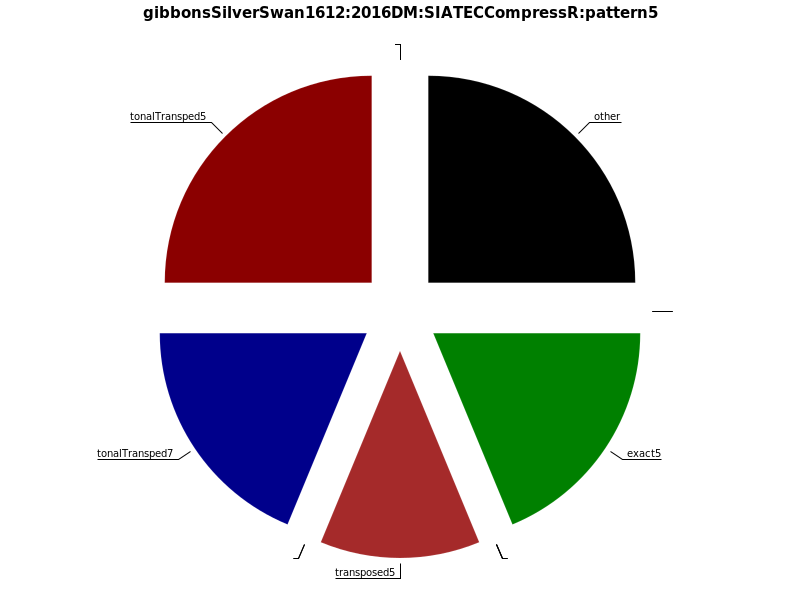 gibbonsSilverSwan1612:2016DM:SIATECCompressR:pattern5
tonalTransped5
other
tonalTransped7
exact5
transposed5